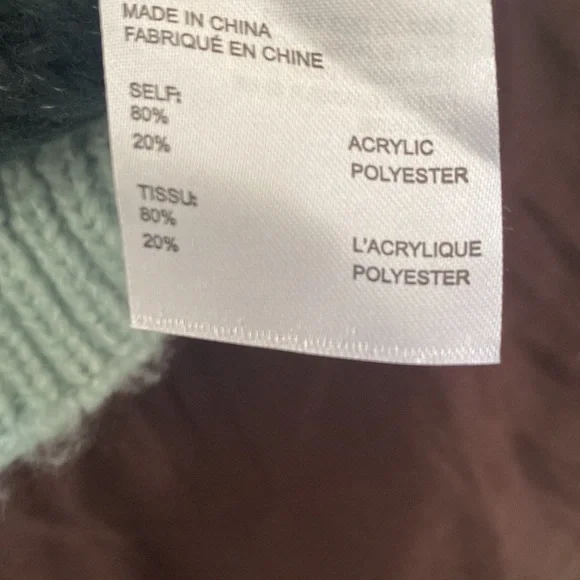 MADE IN CHINA
FABRIQUÉ EN CHINE
SELF:
80% ACRYLIC
20% POLYESTER
TISSU:
80% L'ACRYLIQUE
20% POLYESTER